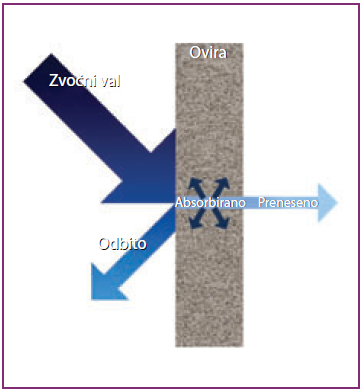 Ovira
Zvočni val
Absorbirano
Preneseno
Odbito